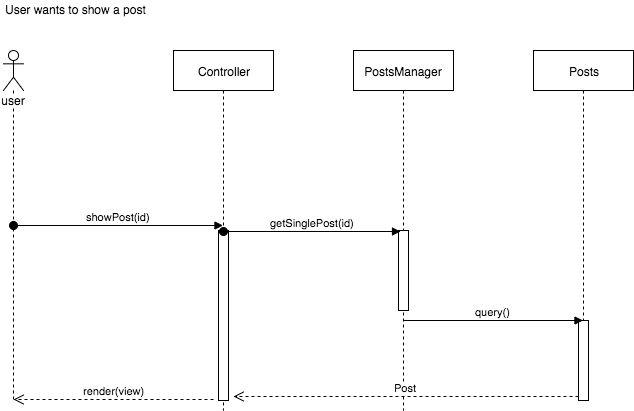 User wants to show a post
Controller
PostsManager
Posts
user
showPost(id)
getSinglePost(id)
query()
Post
render(view)